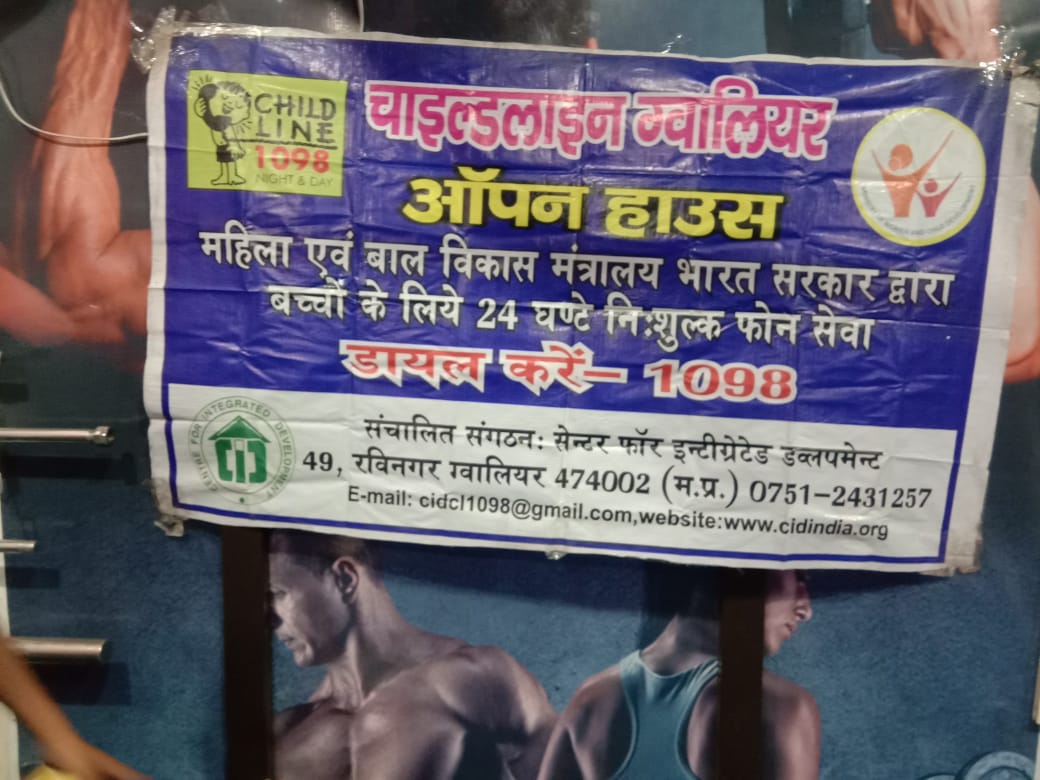 CHILD
LINE
1098
NIGHT & DAY
चाइल्डलाइन ग्वालियर
ऑपन हाउस
महिला एवं बाल विकास मंत्रालय भारत सरकार द्वारा
बच्चों के लिये 24 घण्टे नि:शुल्क फोन सेवा
डायल करें- 1098
CENTRE FOR INTEGRATED DEVELOPMENT
CID
संचालित संगठन: सेन्टर फॉर इन्टीग्रेटेड डव्लपमेन्ट
49, रविनगर ग्वालियर 474002 (म.प्र.) 0751-2431257
E-mail: cidcl1098@gmail.com,website:www.cidindia.org